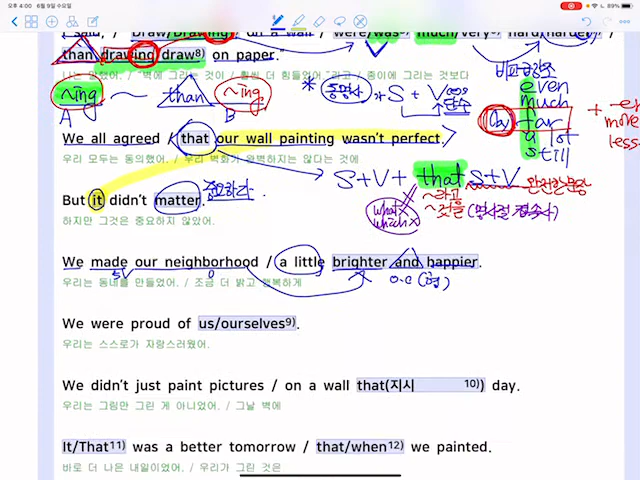 오후 4:00 6월 9일 수요일
89%
I said, / Draw/Drawing on a wall / were/was much/very hard(harder) /
than drawing draw8) on paper."
나는 말했어, / "벽에 그리는 것이 / 훨씬 더 힘들었어."라고 / 종이에 그리는 것보다
비교급강조
~ing ~ than ~ing
A B
* 동명사 * S + V 단수
even
much
far
a lot
still
+ er
more
less
We all agreed / that our wall painting wasn't perfect.
우리 모두는 동의했어, / 우리 벽화가 완벽하지는 않다는 것에
S+V+ that S+V 완전한문장
~라고
~것을 (명사절 접속사)
what X
which X
But it didn't matter. 중요하다.
하지만 그것은 중요하지 않았어.
We made our neighborhood / a little brighter and happier.
5V O O.C (형)
우리는 동네를 만들었어, / 조금 더 밝고 행복하게
We were proud of us/ourselves9).
우리는 스스로가 자랑스러웠어.
We didn't just paint pictures / on a wall that(지시 10)) day.
우리는 그림만 그린 게 아니었어, / 그날 벽에
It/That11) was a better tomorrow / that/when12) we painted.
바로 더 나은 내일이었어, / 우리가 그린 것은